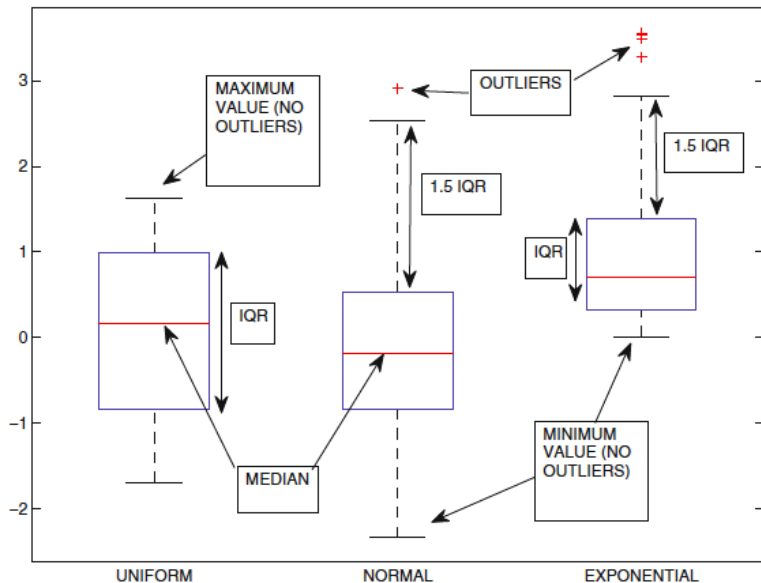 MAXIMUM
VALUE (NO
OUTLIERS)
OUTLIERS
3
2
1
0
−1
−2
1.5 IQR
1.5 IQR
IQR
IQR
MEDIAN
MINIMUM
VALUE (NO
OUTLIERS)
UNIFORM
NORMAL
EXPONENTIAL